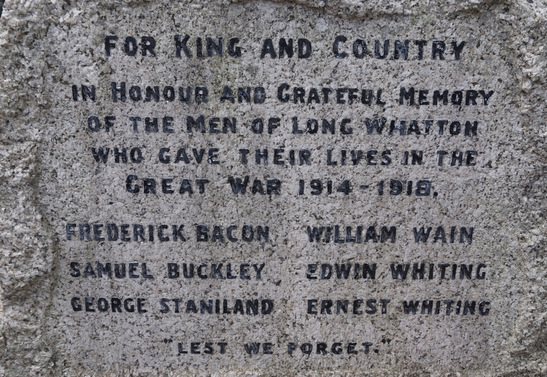 FOR KING AND COUNTRY
IN HONOUR AND GRATEFUL MEMORY
OF THE MEN OF LONG WHATTON
WHO GAVE THEIR LIVES IN THE
GREAT WAR 1914-1918.
FREDERICK BACON WILLIAM WAIN
SAMUEL BUCKLEY EDWIN WHITING
GEORGE STANILAND ERNEST WHITING
"LEST WE FORGET."